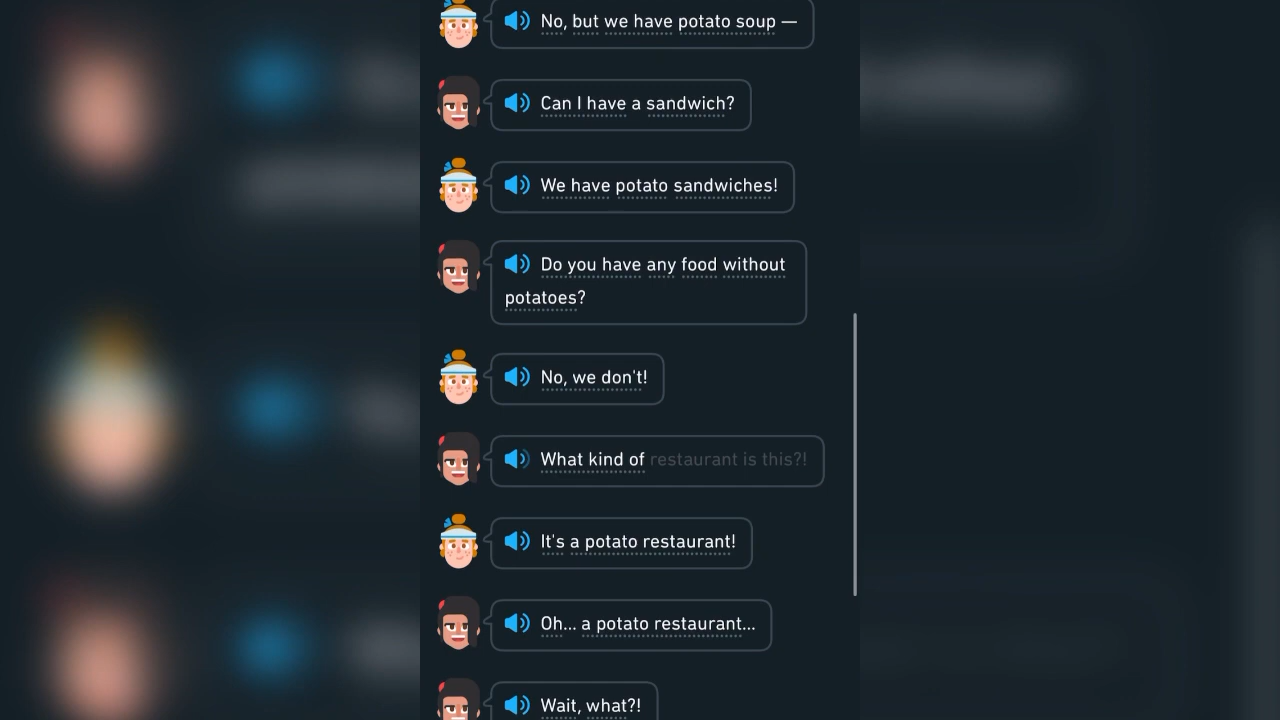 No, but we have potato soup —
Can I have a sandwich?
We have potato sandwiches!
Do you have any food without
potatoes?
No, we don't!
What kind of restaurant is this?!
It's a potato restaurant!
Oh... a potato restaurant...
Wait, what?!